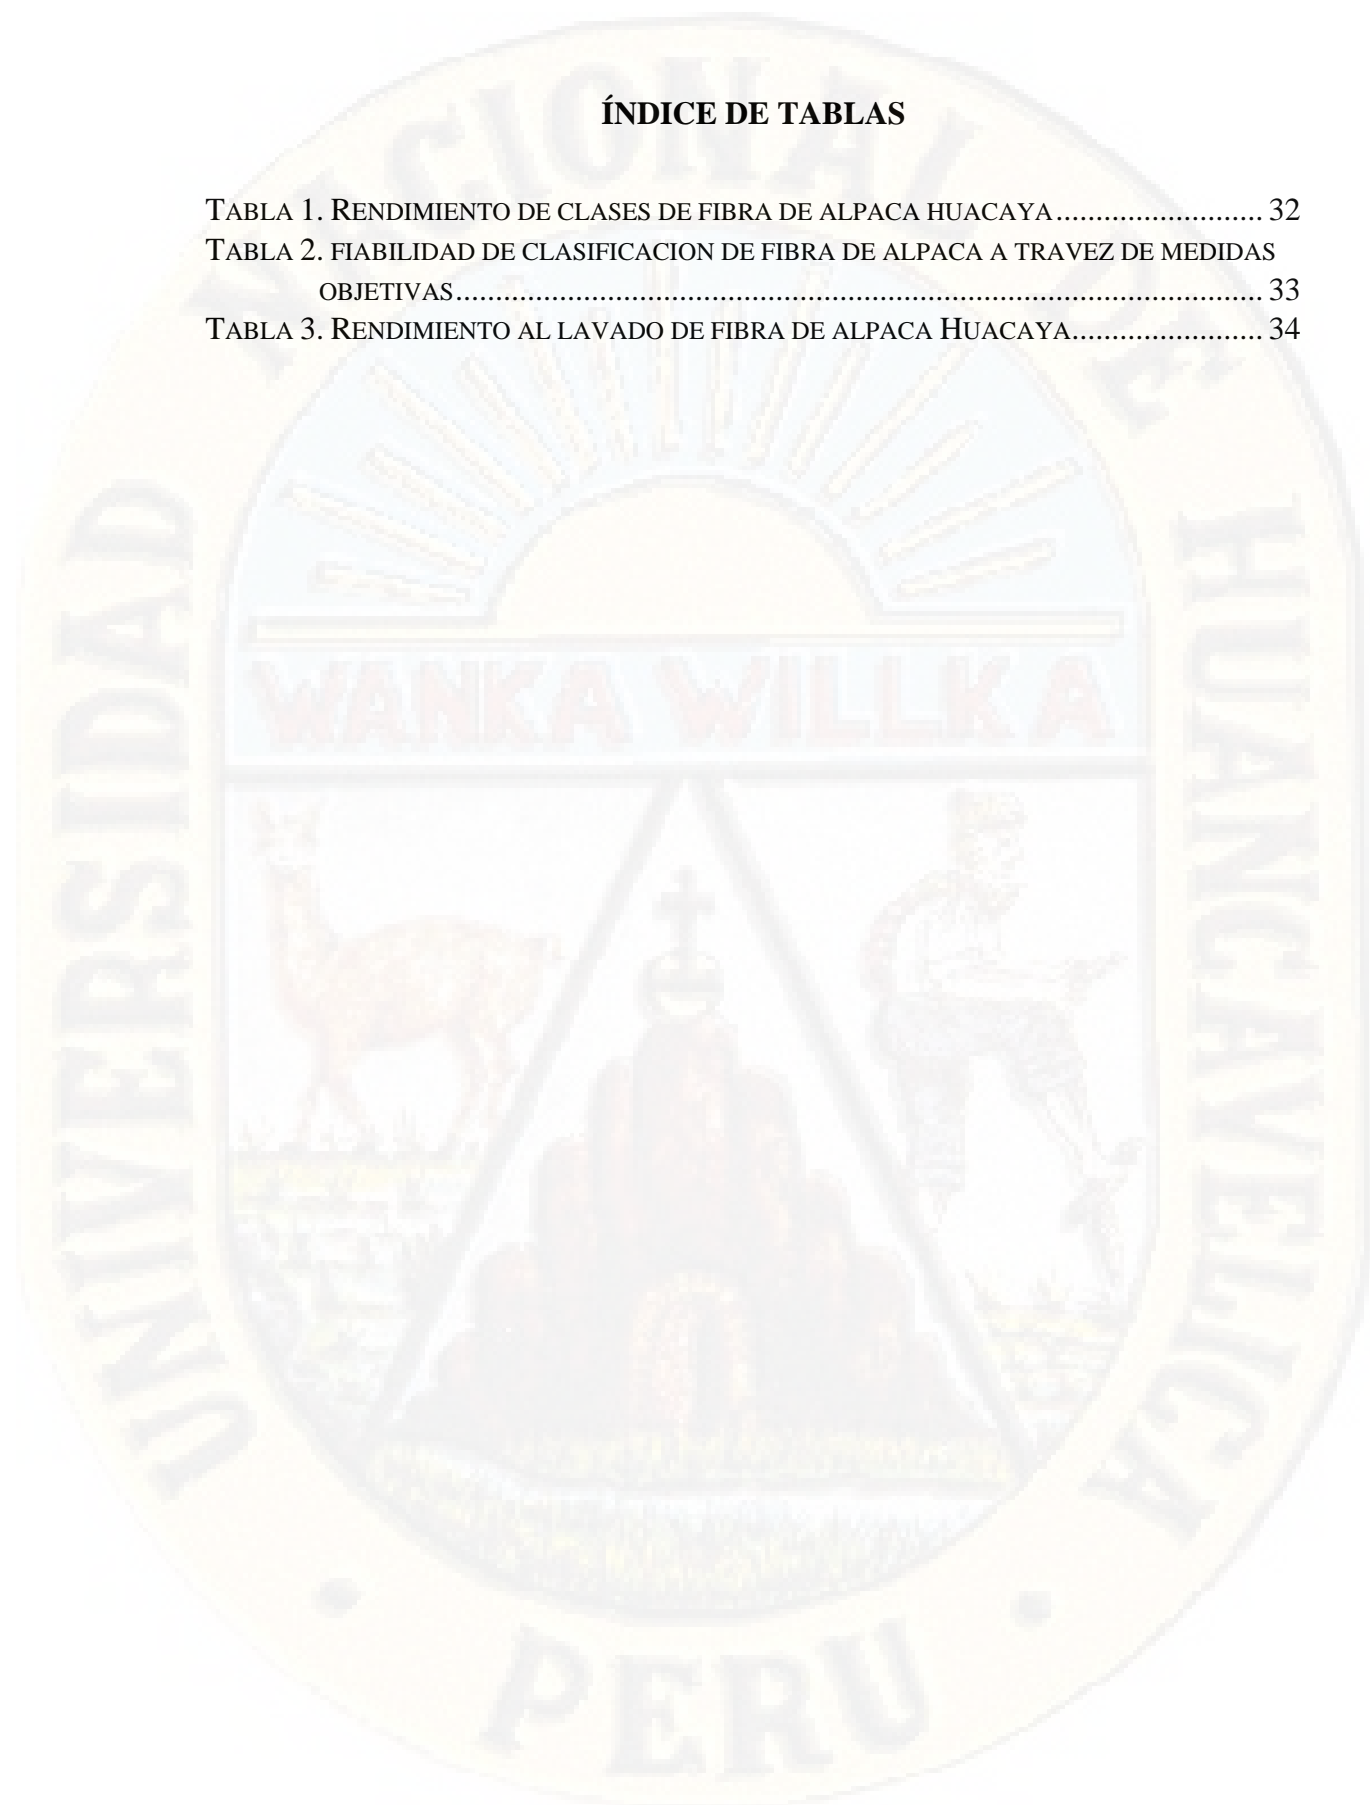 ÍNDICE DE TABLAS
TABLA 1. RENDIMIENTO DE CLASES DE FIBRA DE ALPACA HUACAYA.......................... 32
TABLA 2. FIABILIDAD DE CLASIFICACION DE FIBRA DE ALPACA A TRAVEZ DE MEDIDAS
OBJETIVAS...................................................................................................... 33
TABLA 3. RENDIMIENTO AL LAVADO DE FIBRA DE ALPACA HUACAYA........................ 34
UNIVERSIDAD NACIONAL DE HUANCAVELICA
WANKA WILLKA
• PERU •